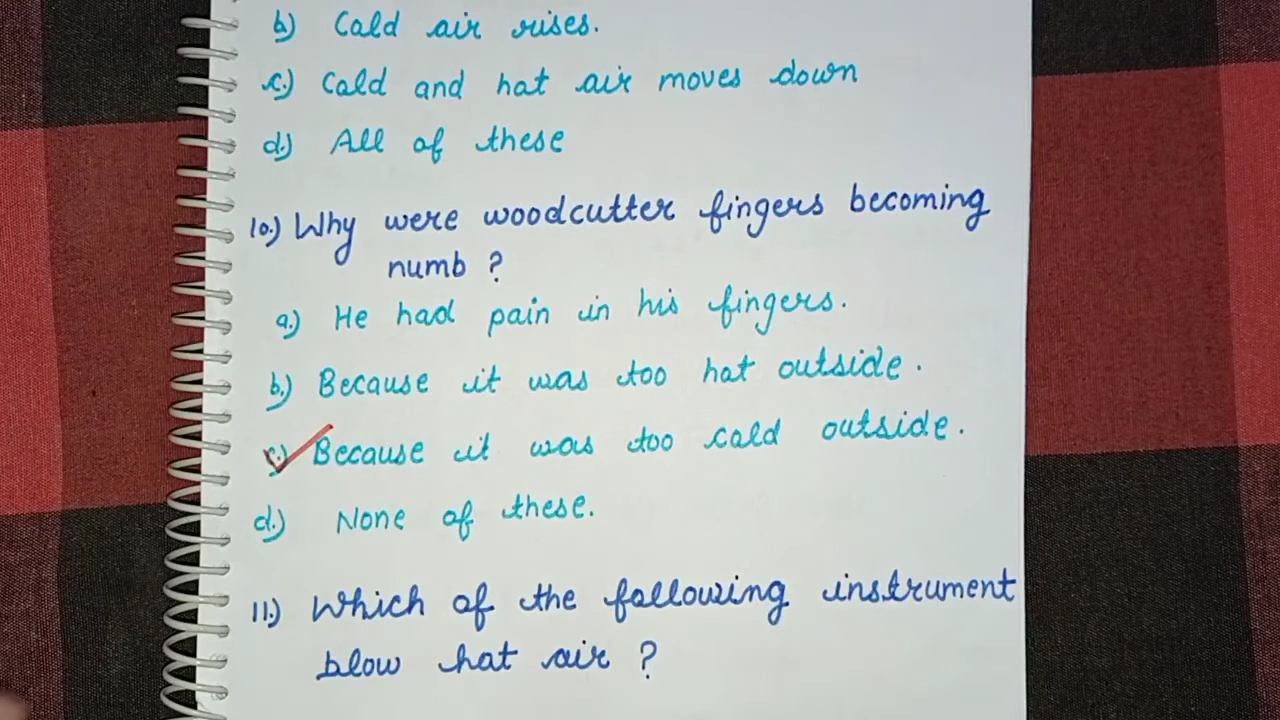 b) Cold air rises.
c.) Cold and hot air moves down
d.) All of these
10.) Why were woodcutter fingers becoming
numb ?
a.) He had pain in his fingers.
b.) Because it was too hot outside.
c.) Because it was too cold outside.
d.) None of these.
11.) Which of the following instrument
blow hot air ?